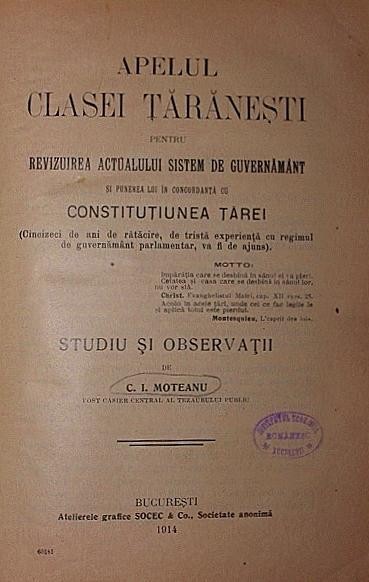 APELUL
CLASEI ȚĂRĂNEȘTI
PENTRU
REVIZUIREA ACTUALULUI SISTEM DE GUVERNĂMÂNT
ȘI PUNEREA LUI ÎN CONCORDANȚĂ CU
CONSTITUȚIUNEA ȚĂREI
(Cincizeci de ani de rătăcire, de tristă experiență cu regimul
de guvernământ parlamentar, va fi de ajuns).
MOTTO:
Împărăția care se desbină în sânul ei va pieri.
Cetatea și casa care se desbină în sânul lor,
nu vor sta.
Christ. Evanghelistul Matei, cap. XII vers. 25.
Acolo în acele țări, unde cei ce fac legile le
și aplică totul este pierdut.
Montesquieu, L'esprit des lois.
STUDIU ȘI OBSERVAȚII
DE
C. I. MOTEANU
FOST CASIER CENTRAL AL TEZAURULUI PUBLIC
ROMÂNESC
BUCUREȘTI
Atelierele grafice SOCEC & Co., Societate anonimă
1914